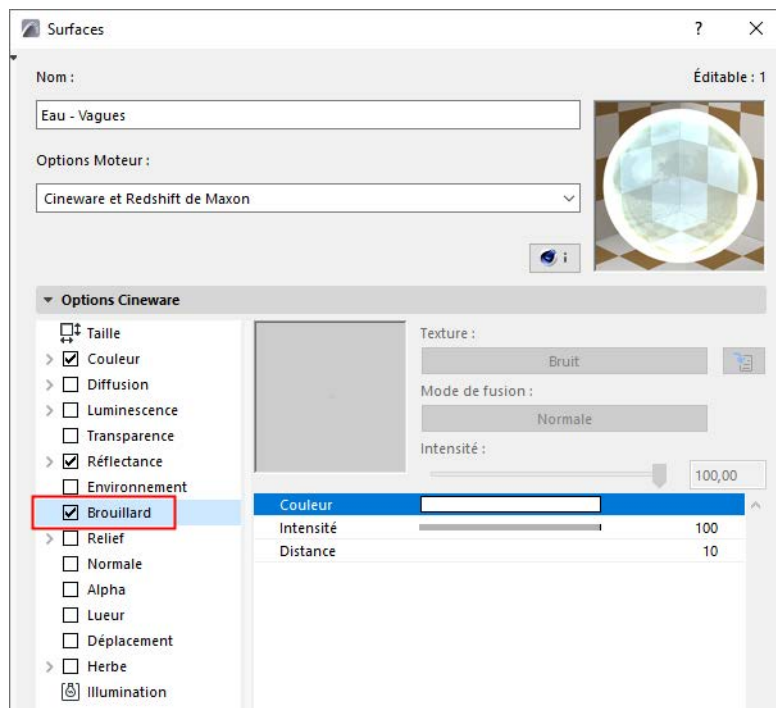 Surfaces
?
Nom :
Éditable : 1
Eau - Vagues
Options Moteur :
Cineware et Redshift de Maxon
i
Options Cineware
Taille
Couleur
Diffusion
Luminescence
Transparence
Réflectance
Environnement
Brouillard
Relief
Normale
Alpha
Lueur
Déplacement
Herbe
Illumination
Texture :
Bruit
Mode de fusion :
Normale
Intensité :
100,00
Couleur
Intensité 100
Distance 10